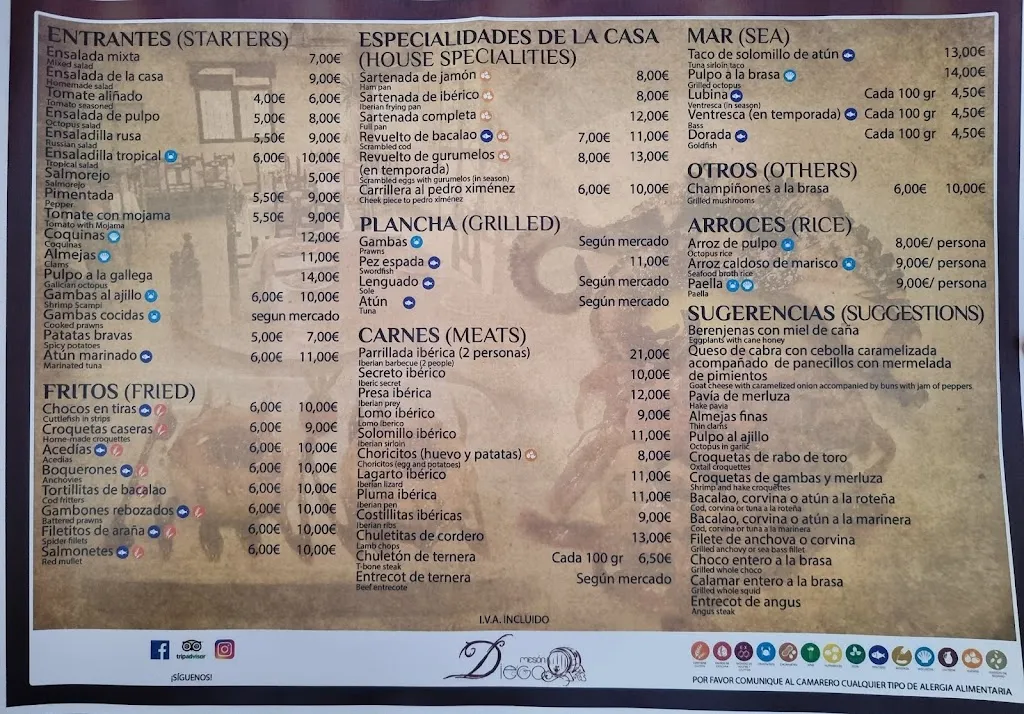 ENTRANTES (STARTERS)
Ensalada mixta 7,00€
Mixed salad
Ensalada de la casa 9,00€
Homemade salad
Tomate aliñado 4,00€ 6,00€
Tomato seasoned
Ensalada de pulpo 5,00€ 8,00€
Octopus salad
Ensaladilla rusa 5,50€ 9,00€
Russian salad
Ensaladilla tropical 6,00€ 10,00€
Tropical salad
Salmorejo 5,00€
Salmorejo
Pimentada 5,50€ 9,00€
Pepper
Tomate con mojama 5,50€ 9,00€
Tomato with Mojama
Coquinas 12,00€
Coquinas
Almejas 11,00€
Clams
Pulpo a la gallega 14,00€
Galician octopus
Gambas al ajillo 6,00€ 10,00€
Shrimp Scampi
Gambas cocidas segun mercado
Cooked prawns
Patatas bravas 5,00€ 7,00€
Spicy potatoes
Atún marinado 6,00€ 11,00€
Marinated tuna
FRITOS (FRIED)
Chocos en tiras 6,00€ 10,00€
Cuttlefish in strips
Croquetas caseras 6,00€ 9,00€
Home-made croquettes
Acedías 6,00€ 10,00€
Acedias
Boquerones 6,00€ 10,00€
Anchovies
Tortillitas de bacalao 6,00€ 10,00€
Cod fritters
Gambones rebozados 6,00€ 10,00€
Battered prawns
Filetitos de araña 6,00€ 10,00€
Spider fillets
Salmonetes 6,00€ 10,00€
Red mullet
ESPECIALIDADES DE LA CASA
(HOUSE SPECIALITIES)
Sartenada de jamón 8,00€
Ham pan
Sartenada de ibérico 8,00€
Iberian frying pan
Sartenada completa 12,00€
Full pan
Revuelto de bacalao 7,00€ 11,00€
Scrambled cod
Revuelto de gurumelos 8,00€ 13,00€
(en temporada)
Scrambled eggs with gurumelos (in season)
Carrillera al pedro ximénez 6,00€ 10,00€
Cheek piece to pedro ximénez
PLANCHA (GRILLED)
Gambas Según mercado
Prawns
Pez espada 11,00€
Swordfish
Lenguado Según mercado
Sole
Atún Según mercado
Tuna
CARNES (MEATS)
Parrillada ibérica (2 personas) 21,00€
Iberian barbecue (2 people)
Secreto ibérico 10,00€
Iberic secret
Presa ibérica 12,00€
Iberian prey
Lomo ibérico 9,00€
Lomo Iberico
Solomillo ibérico 11,00€
Iberian sirloin
Choricitos (huevo y patatas) 8,00€
Choricitos (egg and potatoes)
Lagarto ibérico 11,00€
Iberian lizard
Pluma ibérica 11,00€
Iberian pen
Costillitas ibéricas 9,00€
Iberian ribs
Chuletitas de cordero 13,00€
Lamb chops
Chuletón de ternera Cada 100 gr 6,50€
T-bone steak
Entrecot de ternera Según mercado
Beef entrecote
MAR (SEA)
Taco de solomillo de atún 13,00€
Tuna sirloin taco
Pulpo a la brasa 14,00€
Grilled octopus
Lubina Cada 100 gr 4,50€
Ventresca (in season)
Ventresca (en temporada) Cada 100 gr 4,50€
Bass
Dorada Cada 100 gr 4,50€
Goldfish
OTROS (OTHERS)
Champiñones a la brasa 6,00€ 10,00€
Grilled mushrooms
ARROCES (RICE)
Arroz de pulpo 8,00€/ persona
Octopus rice
Arroz caldoso de marisco 9,00€/ persona
Seafood broth rice
Paella 9,00€/ persona
Paella
SUGERENCIAS (SUGGESTIONS)
Berenjenas con miel de caña
Eggplants with cane honey
Queso de cabra con cebolla caramelizada
acompañado de panecillos con mermelada
de pimientos
Goat cheese with caramelized onion accompanied by buns with jam of peppers
Pavía de merluza
Hake pavia
Almejas finas
Thin clams
Pulpo al ajillo
Octopus in garlic
Croquetas de rabo de toro
Oxtail croquettes
Croquetas de gambas y merluza
Shrimp and hake croquettes
Bacalao, corvina o atún a la roteña
Cod, corvina or tuna a la roteña
Bacalao, corvina o atún a la marinera
Cod, corvina or tuna a la marinera
Filete de anchova o corvina
Grilled anchovy or sea bass fillet
Choco entero a la brasa
Grilled whole choco
Calamar entero a la brasa
Grilled whole squid
Entrecot de angus
Angus steak
I.V.A. INCLUIDO
tripadvisor
¡SÍGUENOS!
mesón
Diego
POR FAVOR COMUNIQUE AL CAMARERO CUALQUIER TIPO DE ALERGIA ALIMENTARIA